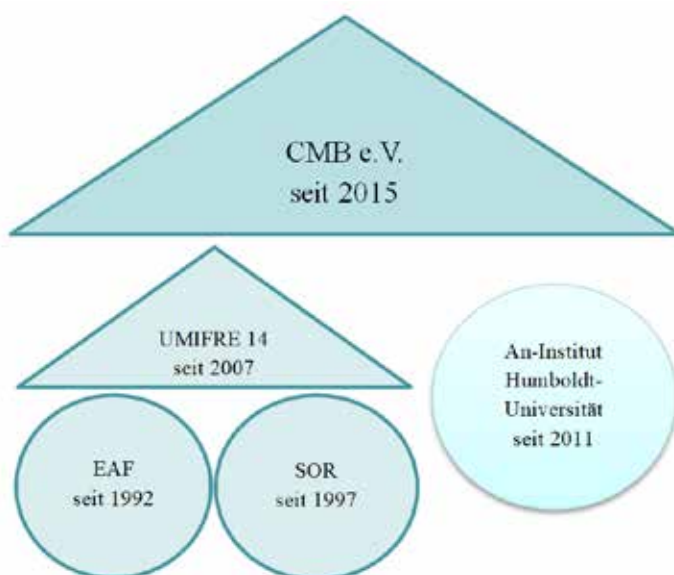 CMB e.V.
seit 2015
UMIFRE 14
seit 2007
An-Institut
Humboldt-
Universität
seit 2011
EAF
seit 1992
SOR
seit 1997